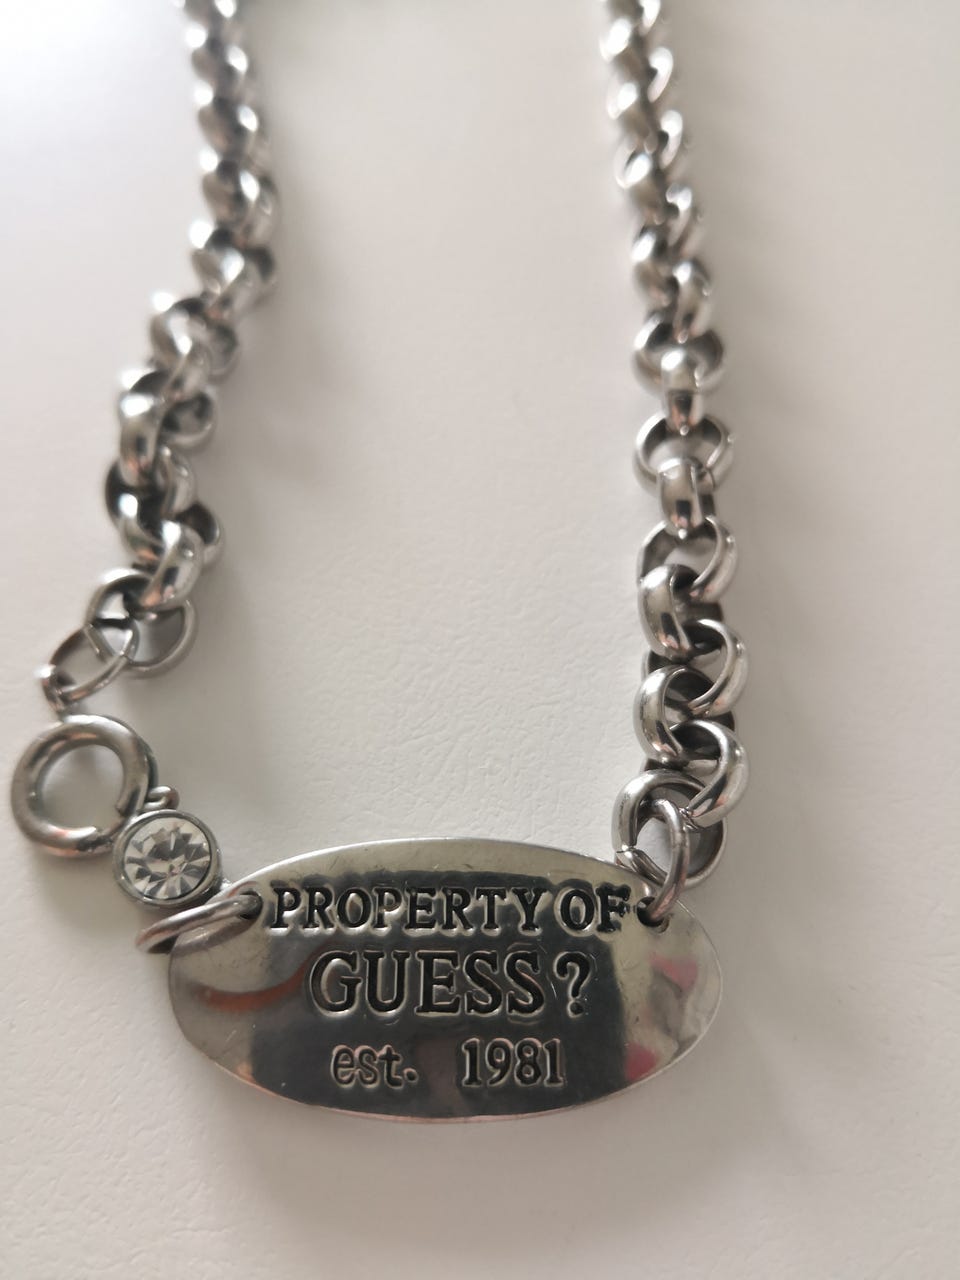 PROPERTY OF
GUESS?
est. 1981